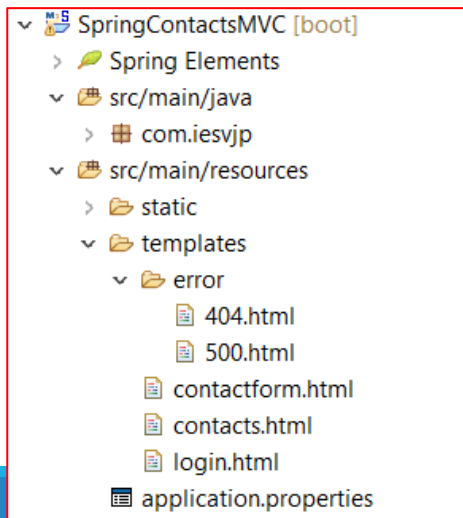 SpringContactsMVC [boot]
Spring Elements
src/main/java
com.iesvjp
src/main/resources
static
templates
error
404.html
500.html
contactform.html
contacts.html
login.html
application.properties